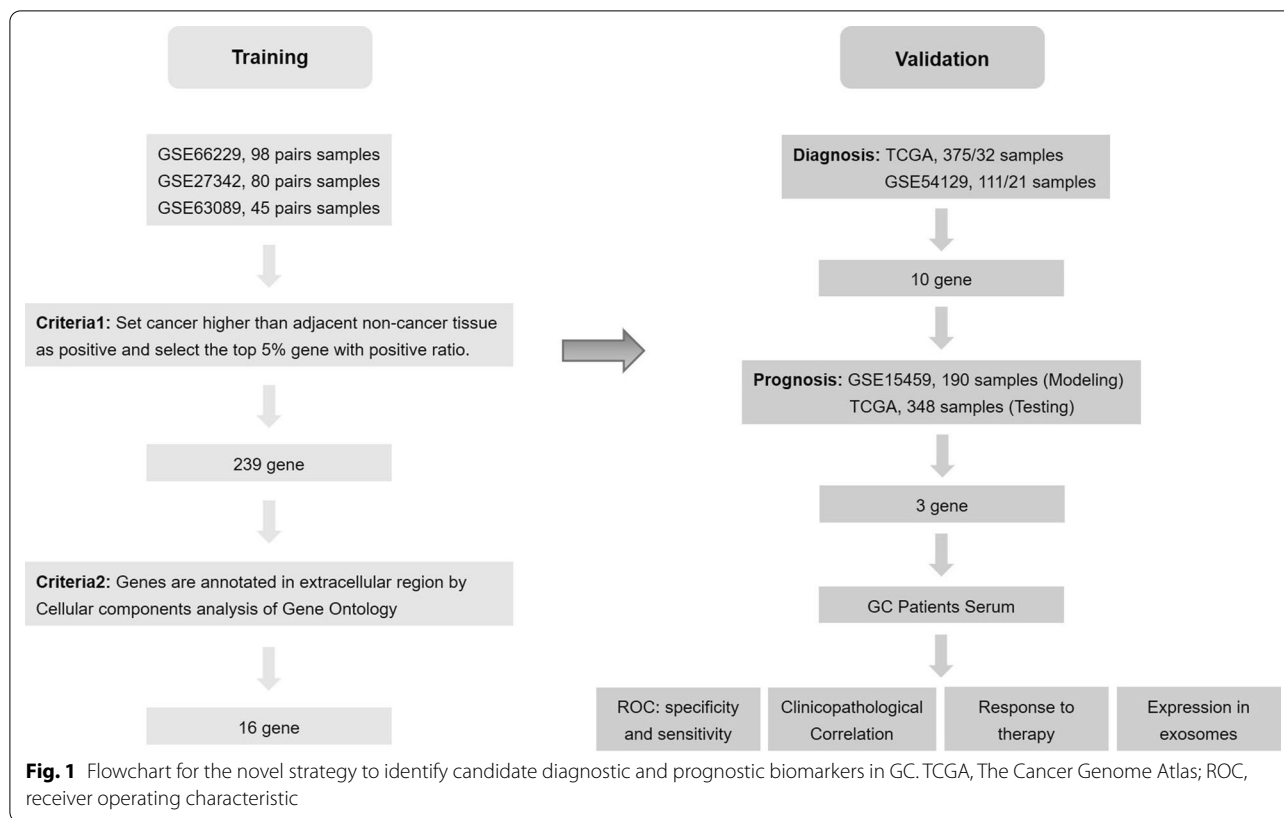 Training
GSE66229, 98 pairs samples
GSE27342, 80 pairs samples
GSE63089, 45 pairs samples
Criteria1: Set cancer higher than adjacent non-cancer tissue
as positive and select the top 5% gene with positive ratio.
239 gene
Criteria2: Genes are annotated in extracellular region by
Cellular components analysis of Gene Ontology
16 gene
Validation
Diagnosis: TCGA, 375/32 samples
GSE54129, 111/21 samples
10 gene
Prognosis: GSE15459, 190 samples (Modeling)
TCGA, 348 samples (Testing)
3 gene
GC Patients Serum
ROC: specificity
and sensitivity
Clinicopathological
Correlation
Response to
therapy
Expression in
exosomes
Fig. 1 Flowchart for the novel strategy to identify candidate diagnostic and prognostic biomarkers in GC. TCGA, The Cancer Genome Atlas; ROC,
receiver operating characteristic